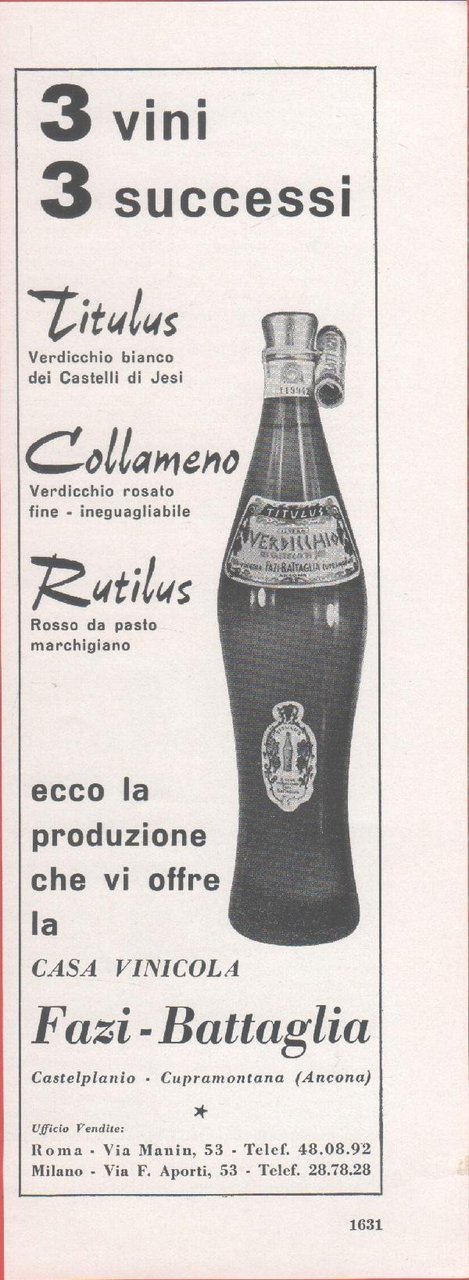 3 vini
3 successi
Titulus
Verdicchio bianco
dei Castelli di Jesi
Collameno
Verdicchio rosato
fine - ineguagliabile
Rutilus
Rosso da pasto
marchigiano
TITULUS
VERDICCHIO
FAZI-BATTAGLIA
ecco la
produzione
che vi offre
la
CASA VINICOLA
Fazi - Battaglia
Castelplanio - Cupramontana (Ancona)
Ufficio Vendite:
Roma - Via Manin, 53 - Telef. 48.08.92
Milano - Via F. Aporti, 53 - Telef. 28.78.28
1631